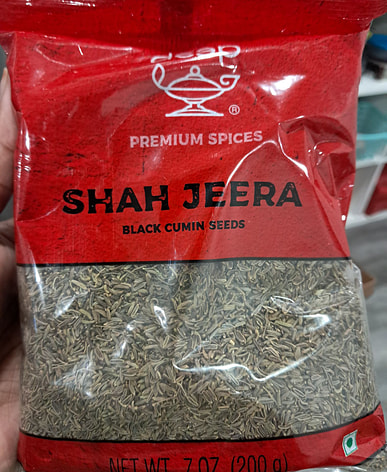 deep
®
PREMIUM SPICES
SHAH JEERA
BLACK CUMIN SEEDS
NET WT. 7 OZ. (200 g)